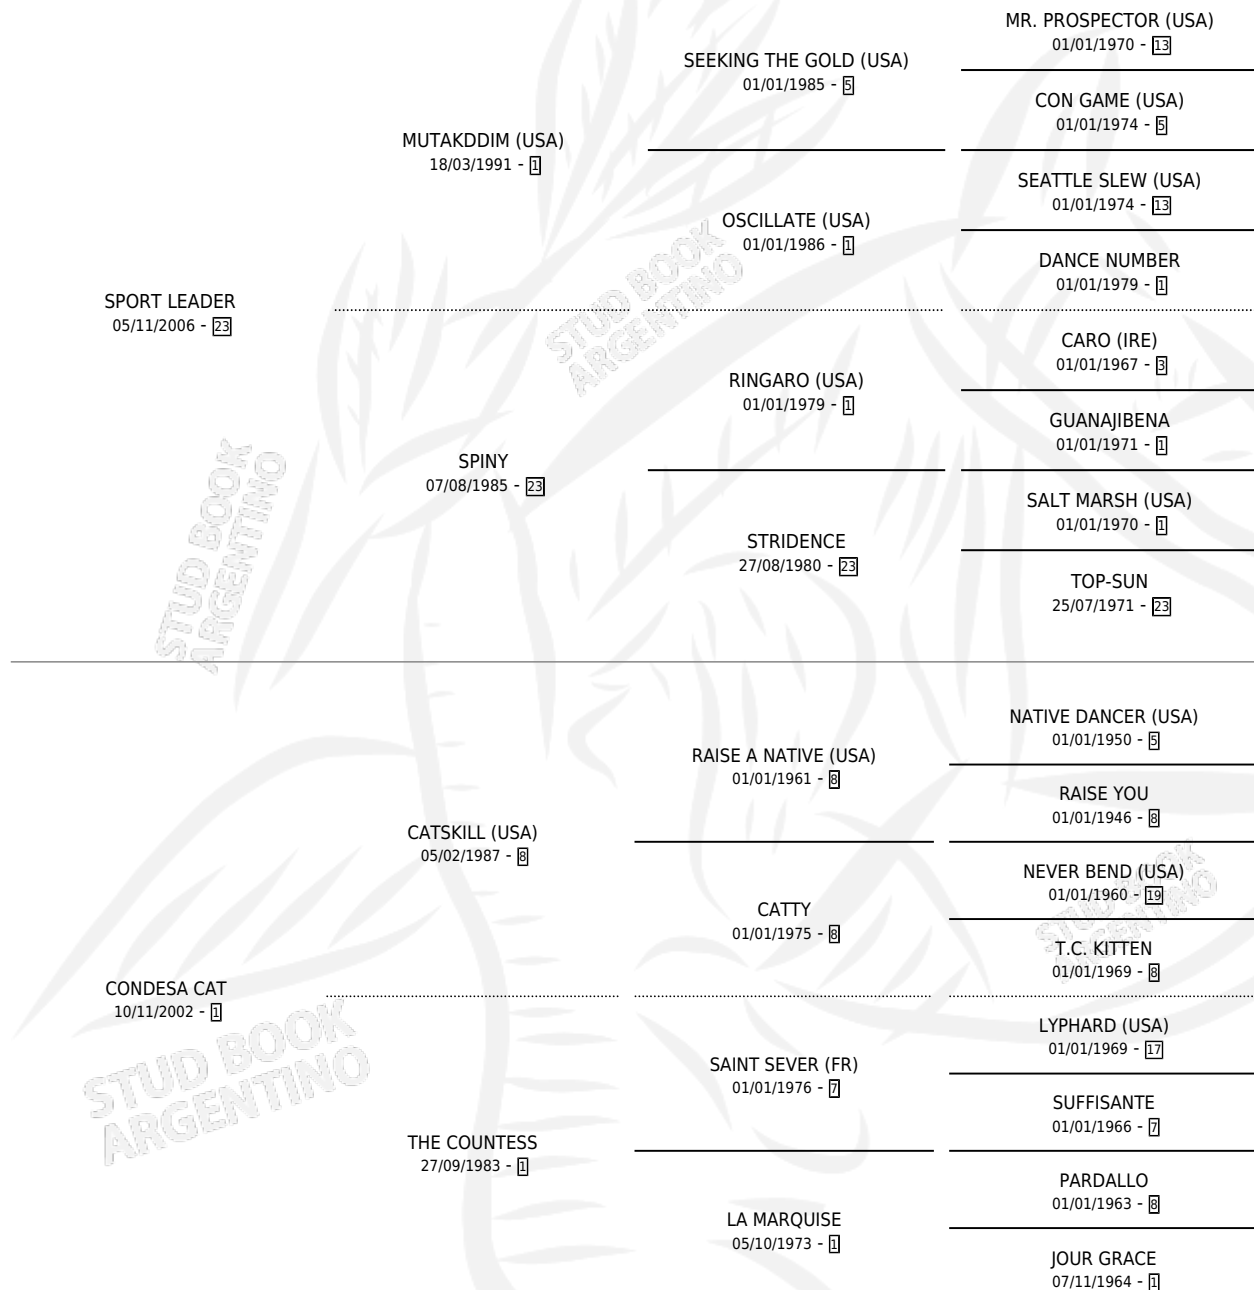 MR. PROSPECTOR (USA)
01/01/1970 - 13
SEEKING THE GOLD (USA)
01/01/1985 - 5
CON GAME (USA)
01/01/1974 - 5
MUTAKDDIM (USA)
18/03/1991 - 1
SEATTLE SLEW (USA)
01/01/1974 - 13
OSCILLATE (USA)
01/01/1986 - 1
DANCE NUMBER
01/01/1979 - 1
SPORT LEADER
05/11/2006 - 23
CARO (IRE)
01/01/1967 - 3
RINGARO (USA)
01/01/1979 - 1
GUANAJIBENA
01/01/1971 - 1
SPINY
07/08/1985 - 23
SALT MARSH (USA)
01/01/1970 - 1
STRIDENCE
27/08/1980 - 23
TOP-SUN
25/07/1971 - 23
STUD BOOK
ARGENTINO
STUD BOOK
ARGENTINO
NATIVE DANCER (USA)
01/01/1950 - 5
RAISE A NATIVE (USA)
01/01/1961 - 8
RAISE YOU
01/01/1946 - 8
CATSKILL (USA)
05/02/1987 - 8
NEVER BEND (USA)
01/01/1960 - 19
CATTY
01/01/1975 - 8
T.C. KITTEN
01/01/1969 - 8
STUD BOOK
ARGENTINO
CONDESA CAT
10/11/2002 - 1
LYPHARD (USA)
01/01/1969 - 17
SAINT SEVER (FR)
01/01/1976 - 7
SUFFISANTE
01/01/1966 - 7
THE COUNTESS
27/09/1983 - 1
PARDALLO
01/01/1963 - 8
LA MARQUISE
05/10/1973 - 1
JOUR GRACE
07/11/1964 - 1
STUD BOOK
ARGENTINO